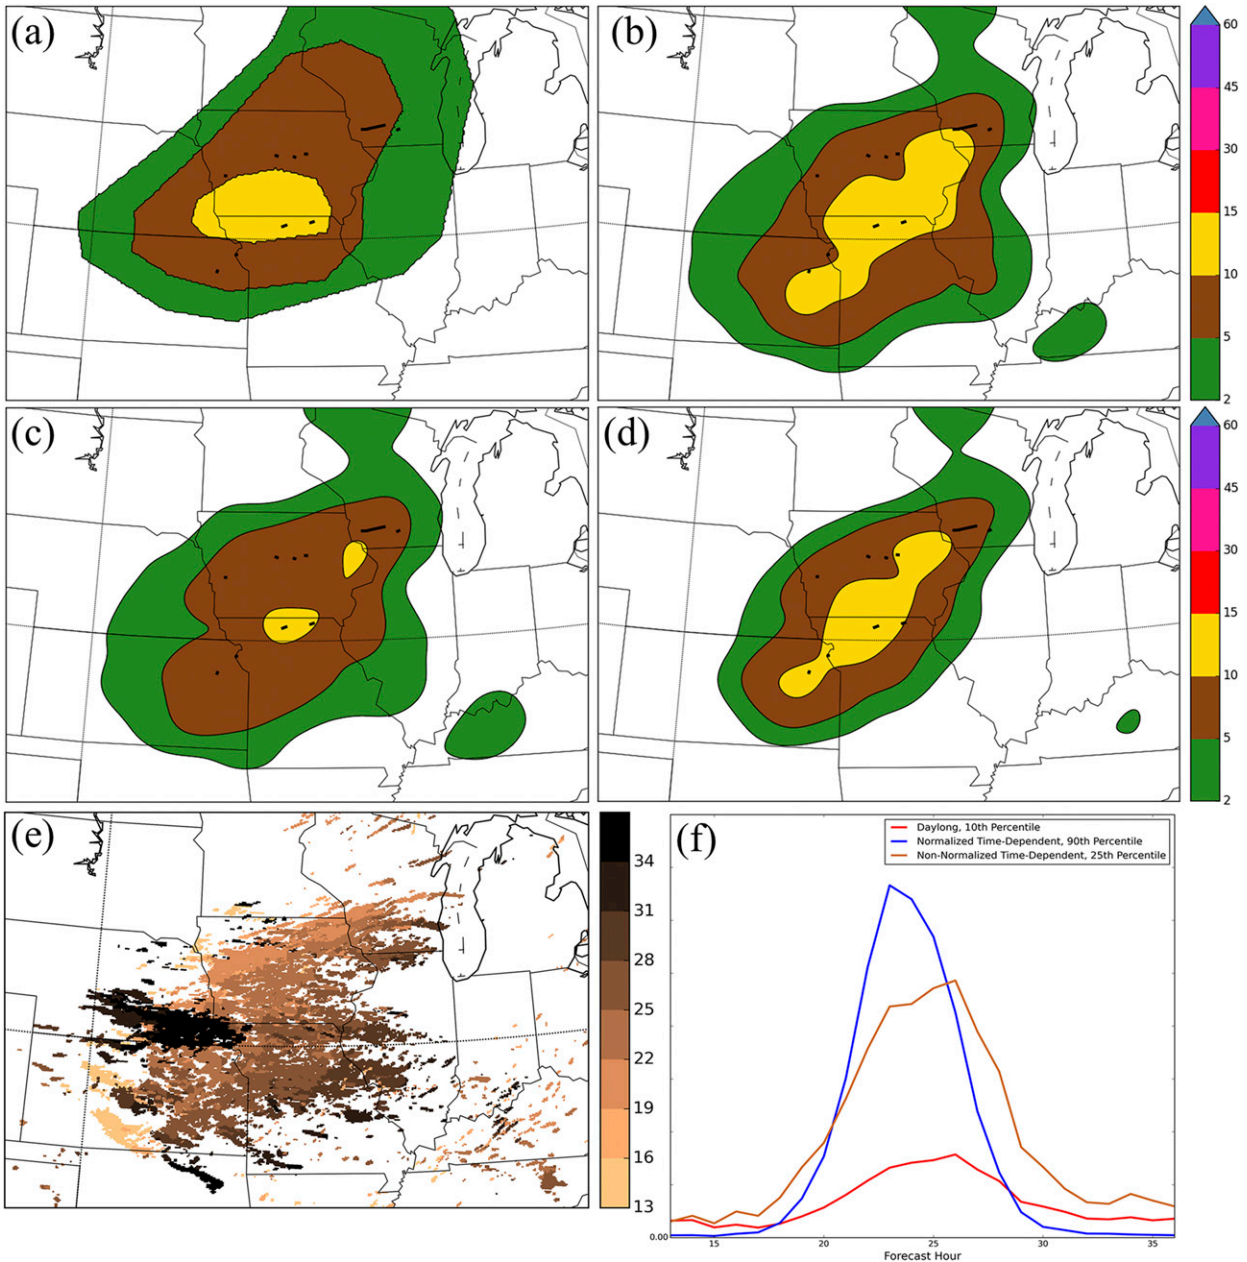 (a)
(b)
60
45
30
15
10
5
2
(c)
(d)
60
45
30
15
10
5
2
(e)
34
31
28
25
22
19
16
13
(f)
Daylong, 10th Percentile
Normalized Time-Dependent, 90th Percentile
Non-Normalized Time-Dependent, 25th Percentile
0.00
15
20
25
30
35
Forecast Hour